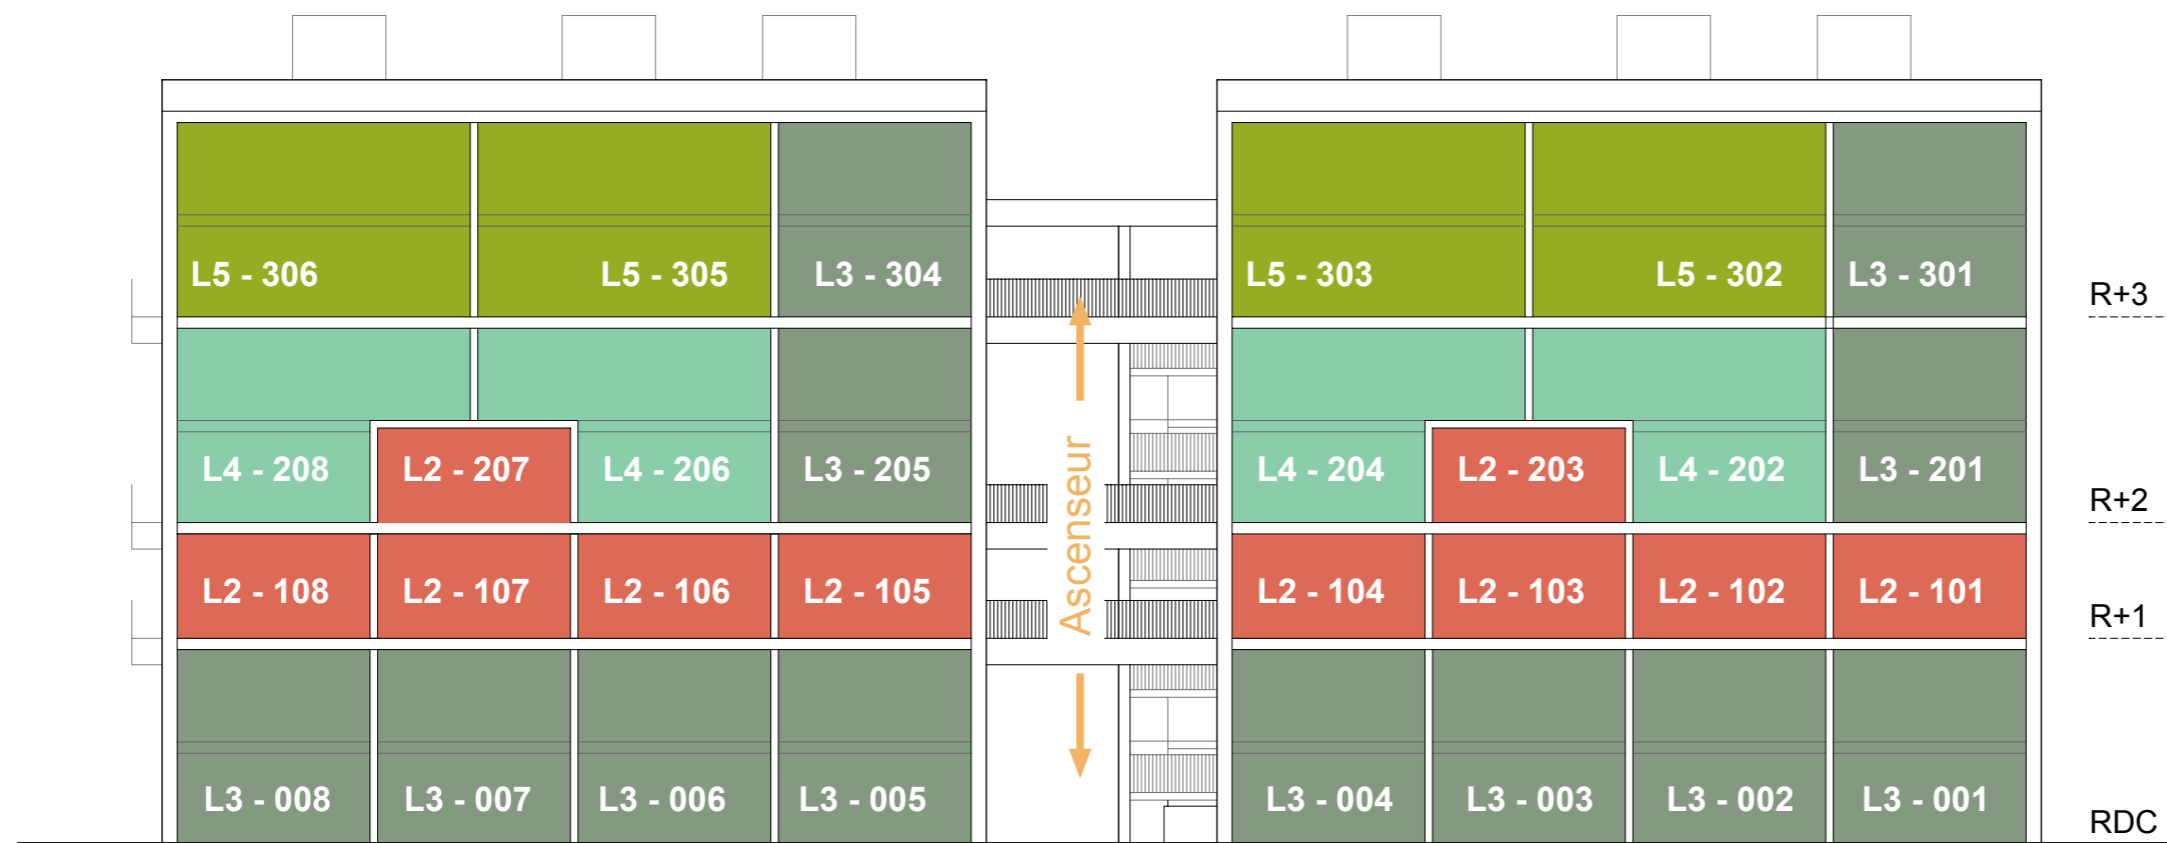 L5 - 306
L5 - 305
L3 - 304
L5 - 303
L5 - 302
L3 - 301
R+3
L4 - 208
L2 - 207
L4 - 206
L3 - 205
L4 - 204
L2 - 203
L4 - 202
L3 - 201
R+2
Ascenseur
L2 - 108
L2 - 107
L2 - 106
L2 - 105
L2 - 104
L2 - 103
L2 - 102
L2 - 101
R+1
L3 - 008
L3 - 007
L3 - 006
L3 - 005
L3 - 004
L3 - 003
L3 - 002
L3 - 001
RDC